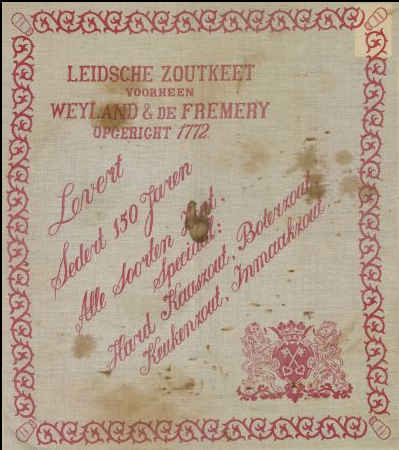 LEIDSCHE ZOUTKEET
VOORHEEN
WEYLAND & DE FREMERY
OPGERICHT 1772.
Levert
Sedert 150 Jaren
Alle Soorten Zout,
Speciaal:
Hard Kaaszout, Boterzout,
Keukenzout, Inmaakzout.